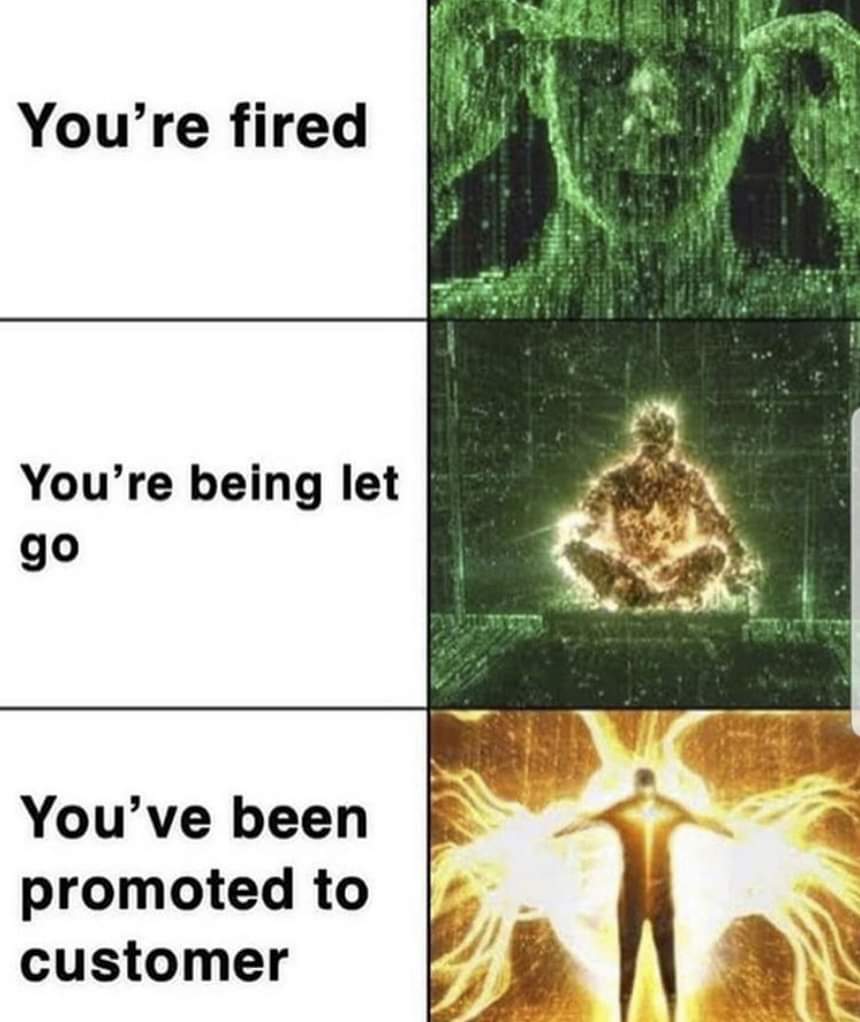 You’re fired
You’re being let
go
You’ve been
promoted to
customer